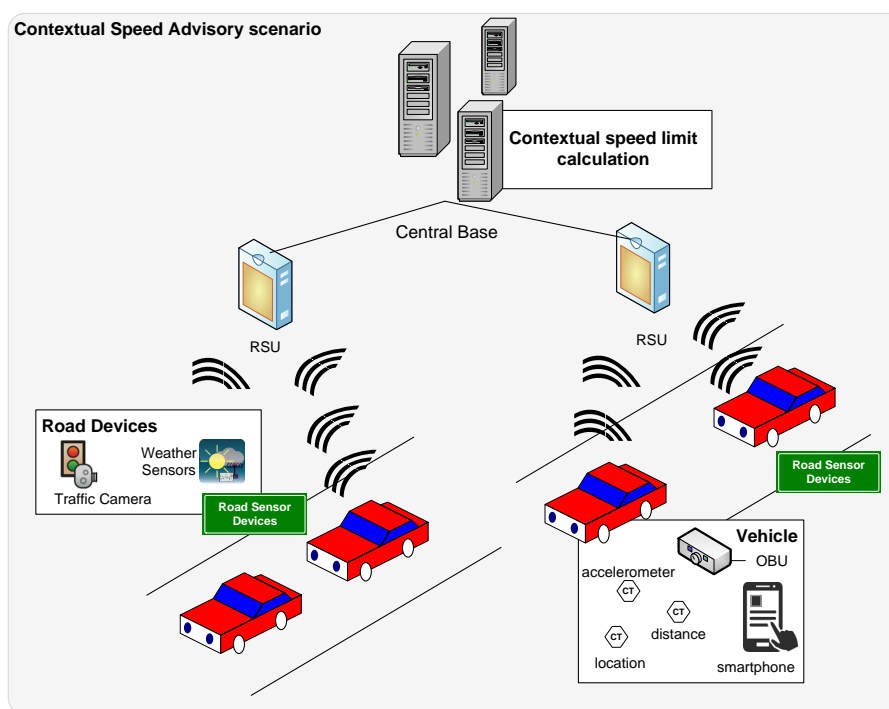 Contextual Speed Advisory scenario
Contextual speed limit
calculation
Central Base
RSU
RSU
Road Devices
Weather
Sensors
Traffic Camera
Road Sensor
Devices
Road Sensor
Devices
Vehicle
OBU
accelerometer
CT
CT
distance
CT
location
smartphone